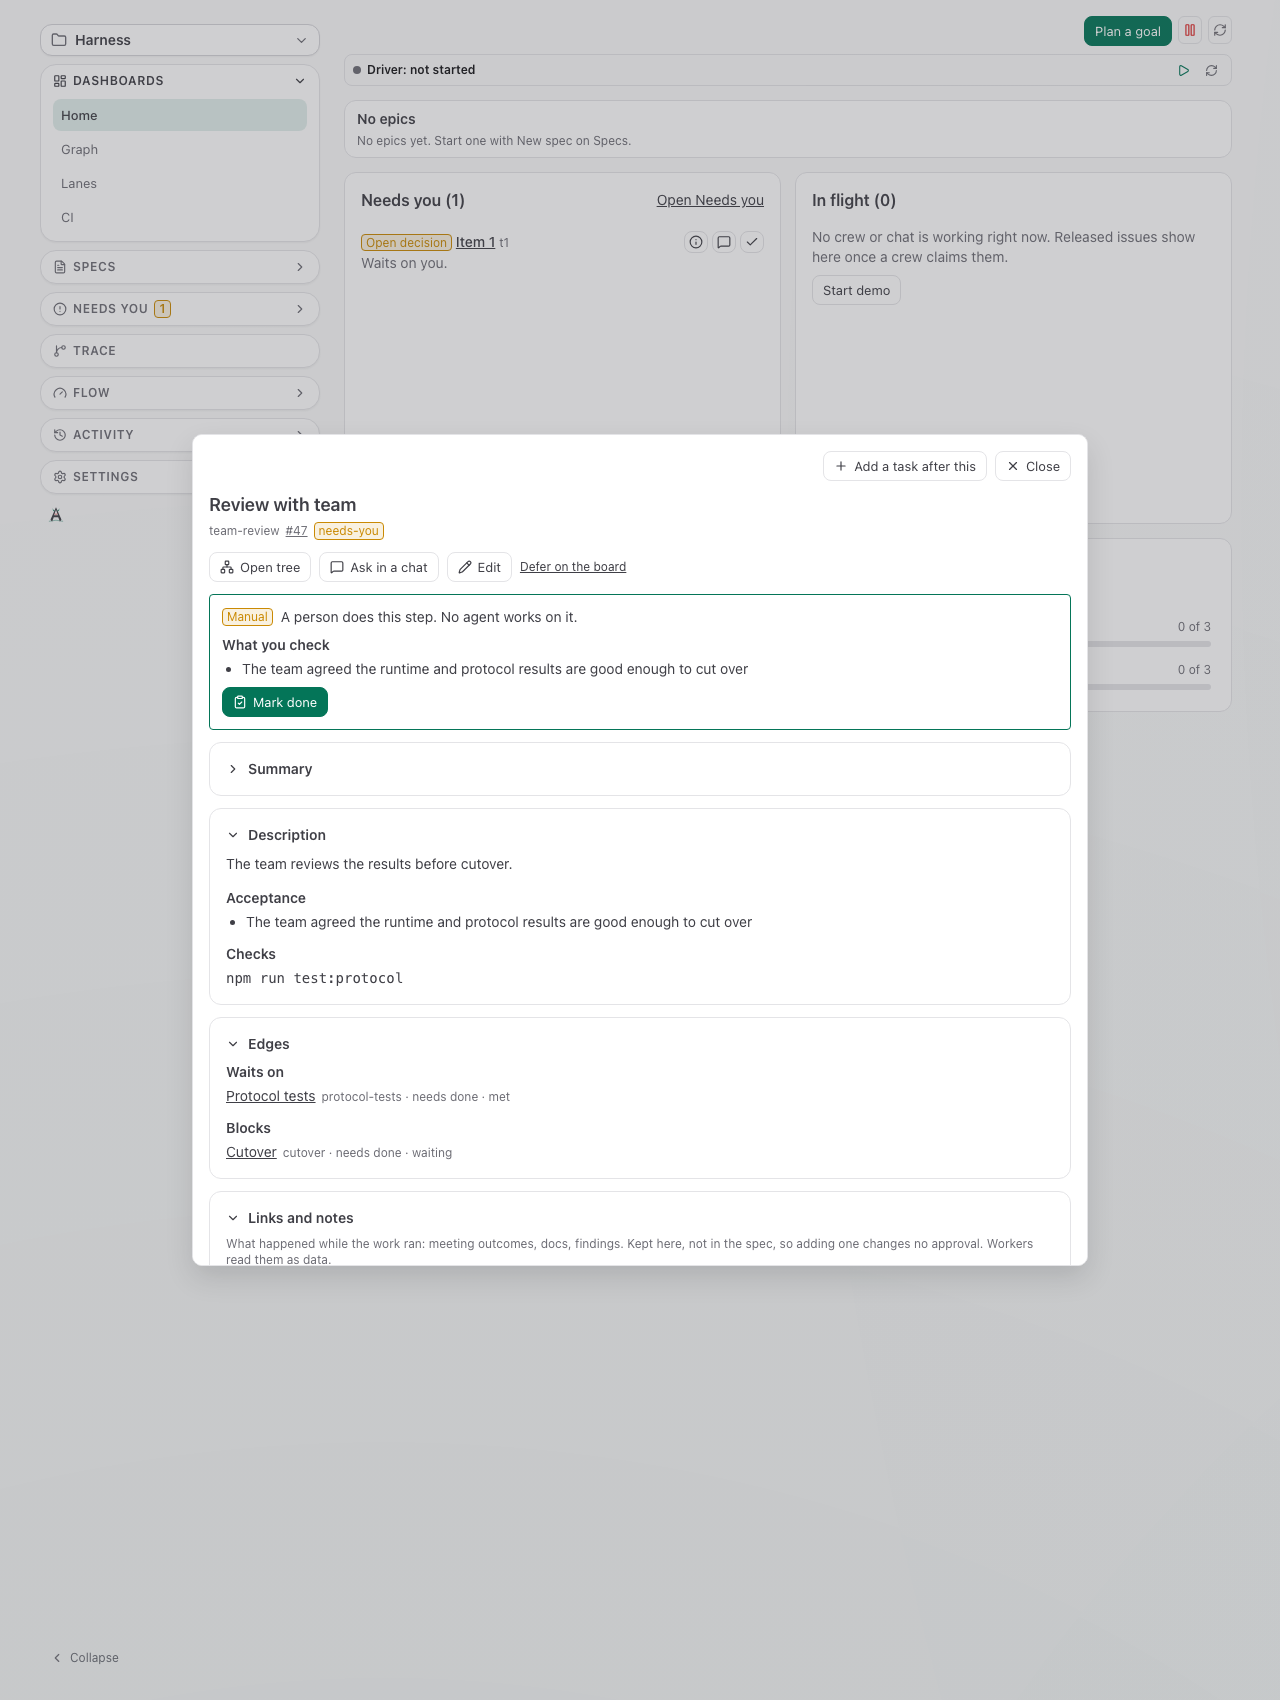 Harness
DASHBOARDS
Home
Graph
Lanes
CI
SPECS
NEEDS YOU 1
TRACE
FLOW
ACTIVITY
SETTINGS
Plan a goal
Driver: not started
No epics
No epics yet. Start one with New spec on Specs.
Needs you (1)
Open Needs you
Open decision Item 1 t1
Waits on you.
In flight (0)
No crew or chat is working right now. Released issues show
here once a crew claims them.
Start demo
0 of 3
0 of 3
Add a task after this
Close
Review with team
team-review #47 needs-you
Open tree
Ask in a chat
Edit
Defer on the board
Manual A person does this step. No agent works on it.
What you check
• The team agreed the runtime and protocol results are good enough to cut over
Mark done
Summary
Description
The team reviews the results before cutover.
Acceptance
• The team agreed the runtime and protocol results are good enough to cut over
Checks
npm run test:protocol
Edges
Waits on
Protocol tests protocol-tests · needs done · met
Blocks
Cutover cutover · needs done · waiting
Links and notes
What happened while the work ran: meeting outcomes, docs, findings. Kept here, not in the spec, so adding one changes no approval. Workers
read them as data.
Collapse